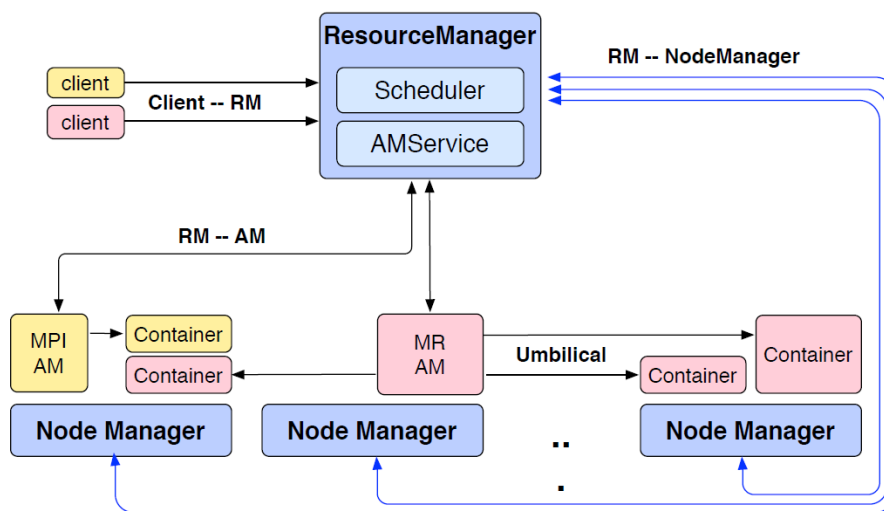 ResourceManager
RM -- NodeManager
client
Client -- RM
client
Scheduler
AMService
RM -- AM
MPI
AM
Container
Container
MR
AM
Umbilical
Container
Container
Node Manager
Node Manager
..
.
Node Manager